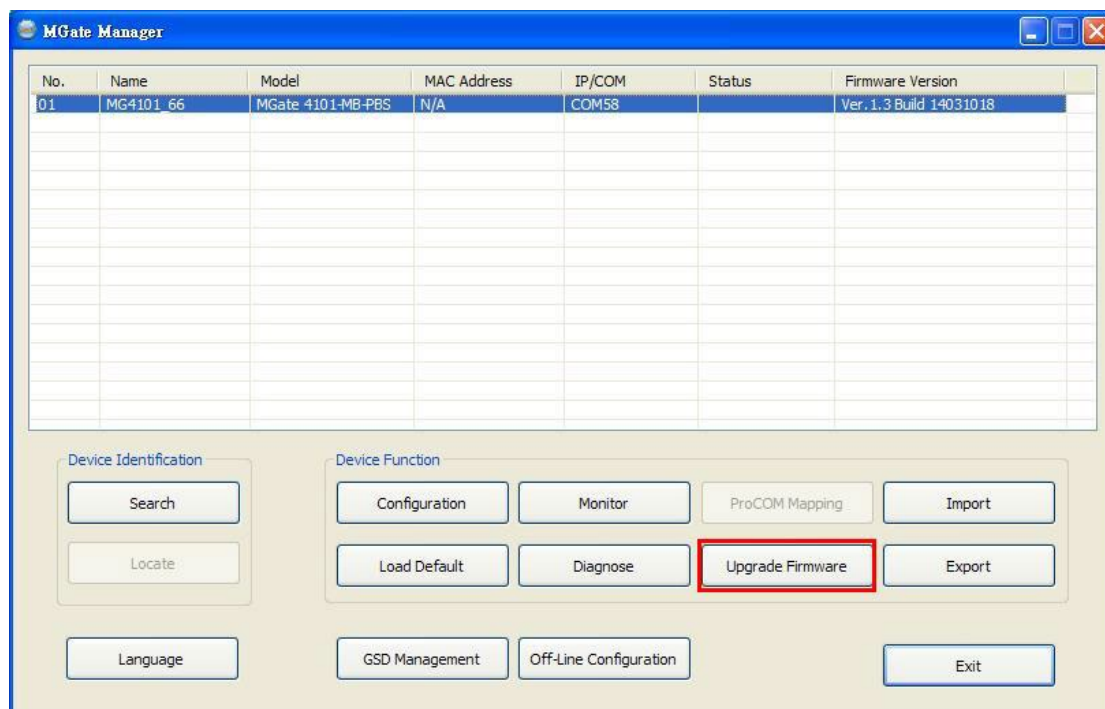 MGate Manager
No. Name Model MAC Address IP/COM Status Firmware Version
01 MG4101_66 MGate 4101-MB-PBS N/A COM58 Ver.1.3 Build 14031018
Device Identification Device Function
Search Configuration Monitor ProCOM Mapping Import
Locate Load Default Diagnose Upgrade Firmware Export
Language GSD Management Off-Line Configuration Exit